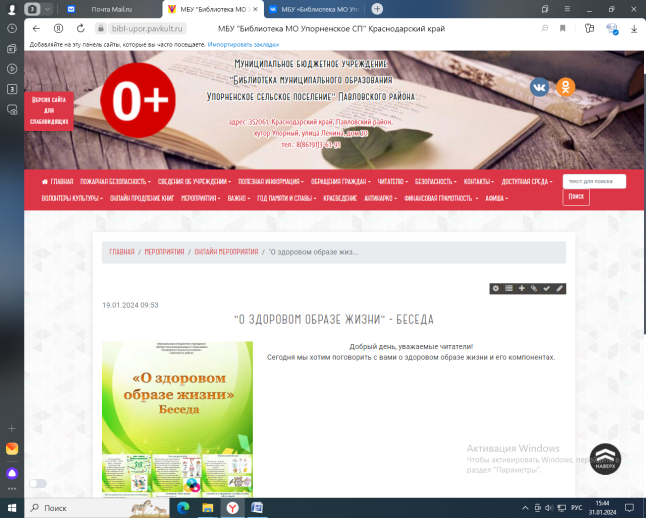 Почта Mail.ru
МБУ "Библиотека МО
МБУ «Библиотека МО Упо
bibl-upor.pavkult.ru
МБУ "Библиотека МО Упорненское СП" Краснодарский край
Добавляйте на эту панель сайты, которые вы часто посещаете. Импортировать закладки
Версия сайта
для
слабовидящих
0+
Муниципальное бюджетное учреждение
"Библиотека муниципального образования
Упорненское сельское поселение" Павловского района
адрес: 352061, Краснодарский край, Павловский район,
хутор Упорный, улица Ленина, дом
тел.:
ГЛАВНАЯ ПОЖАРНАЯ БЕЗОПАСНОСТЬ СВЕДЕНИЯ ОБ УЧРЕЖДЕНИИ ПОЛЕЗНАЯ ИНФОРМАЦИЯ ОБРАЩЕНИЯ ГРАЖДАН ЧИТАТЕЛЮ БЕЗОПАСНОСТЬ КОНТАКТЫ ДОСТУПНАЯ СРЕДА
текст для поиска
ВОЛОНТЕРЫ КУЛЬТУРЫ ОНЛАЙН ПРОДЛЕНИЕ КНИГ МЕРОПРИЯТИЯ ВАЖНО ГОД ПАМЯТИ И СЛАВЫ КРАЕВЕДЕНИЕ АНТИНАРКО ФИНАНСОВАЯ ГРАМОТНОСТЬ АФИША
Поиск
ГЛАВНАЯ / МЕРОПРИЯТИЯ / ОНЛАЙН МЕРОПРИЯТИЯ / "О здоровом образе жиз...
19.01.2024 09:53
"О ЗДОРОВОМ ОБРАЗЕ ЖИЗНИ" - БЕСЕДА
Добрый день, уважаемые читатели!
Сегодня мы хотим поговорить с вами о здоровом образе жизни и его компонентах.
«О здоровом
образе жизни»
Беседа
Активация Windows
Чтобы активировать Windows, пер
раздел "Параметры".
НАВЕРХ
Поиск
РУС
15:44
31.01.2024